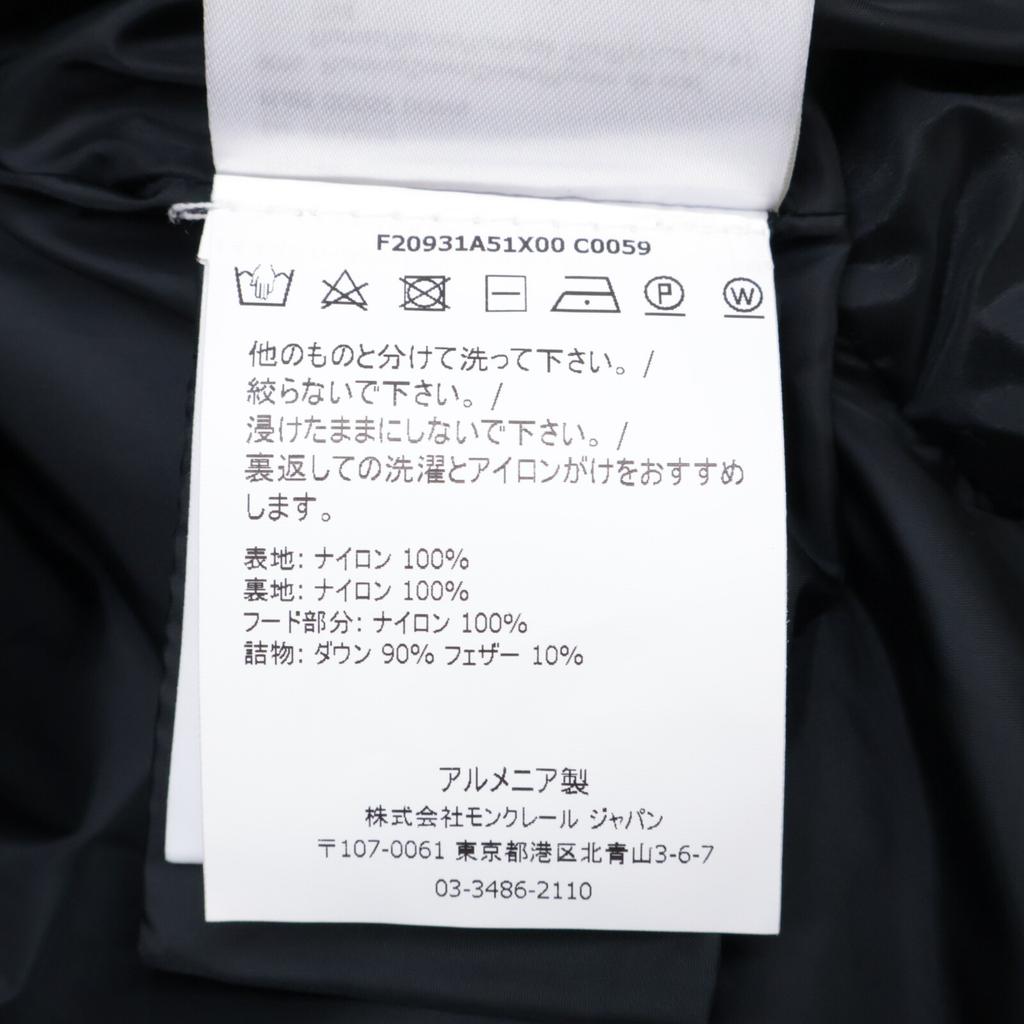 F20931A51X00 C0059
P W
他のものと分けて洗って下さい。/
絞らないで下さい。/
浸けたままにしないで下さい。/
裏返しての洗濯とアイロンがけをおすすめ
します。
表地: ナイロン 100%
裏地: ナイロン 100%
フード部分: ナイロン 100%
詰物: ダウン 90% フェザー 10%
アルメニア製
株式会社モンクレール ジャパン
〒107-0061 東京都港区北青山3-6-7
03-3486-2110